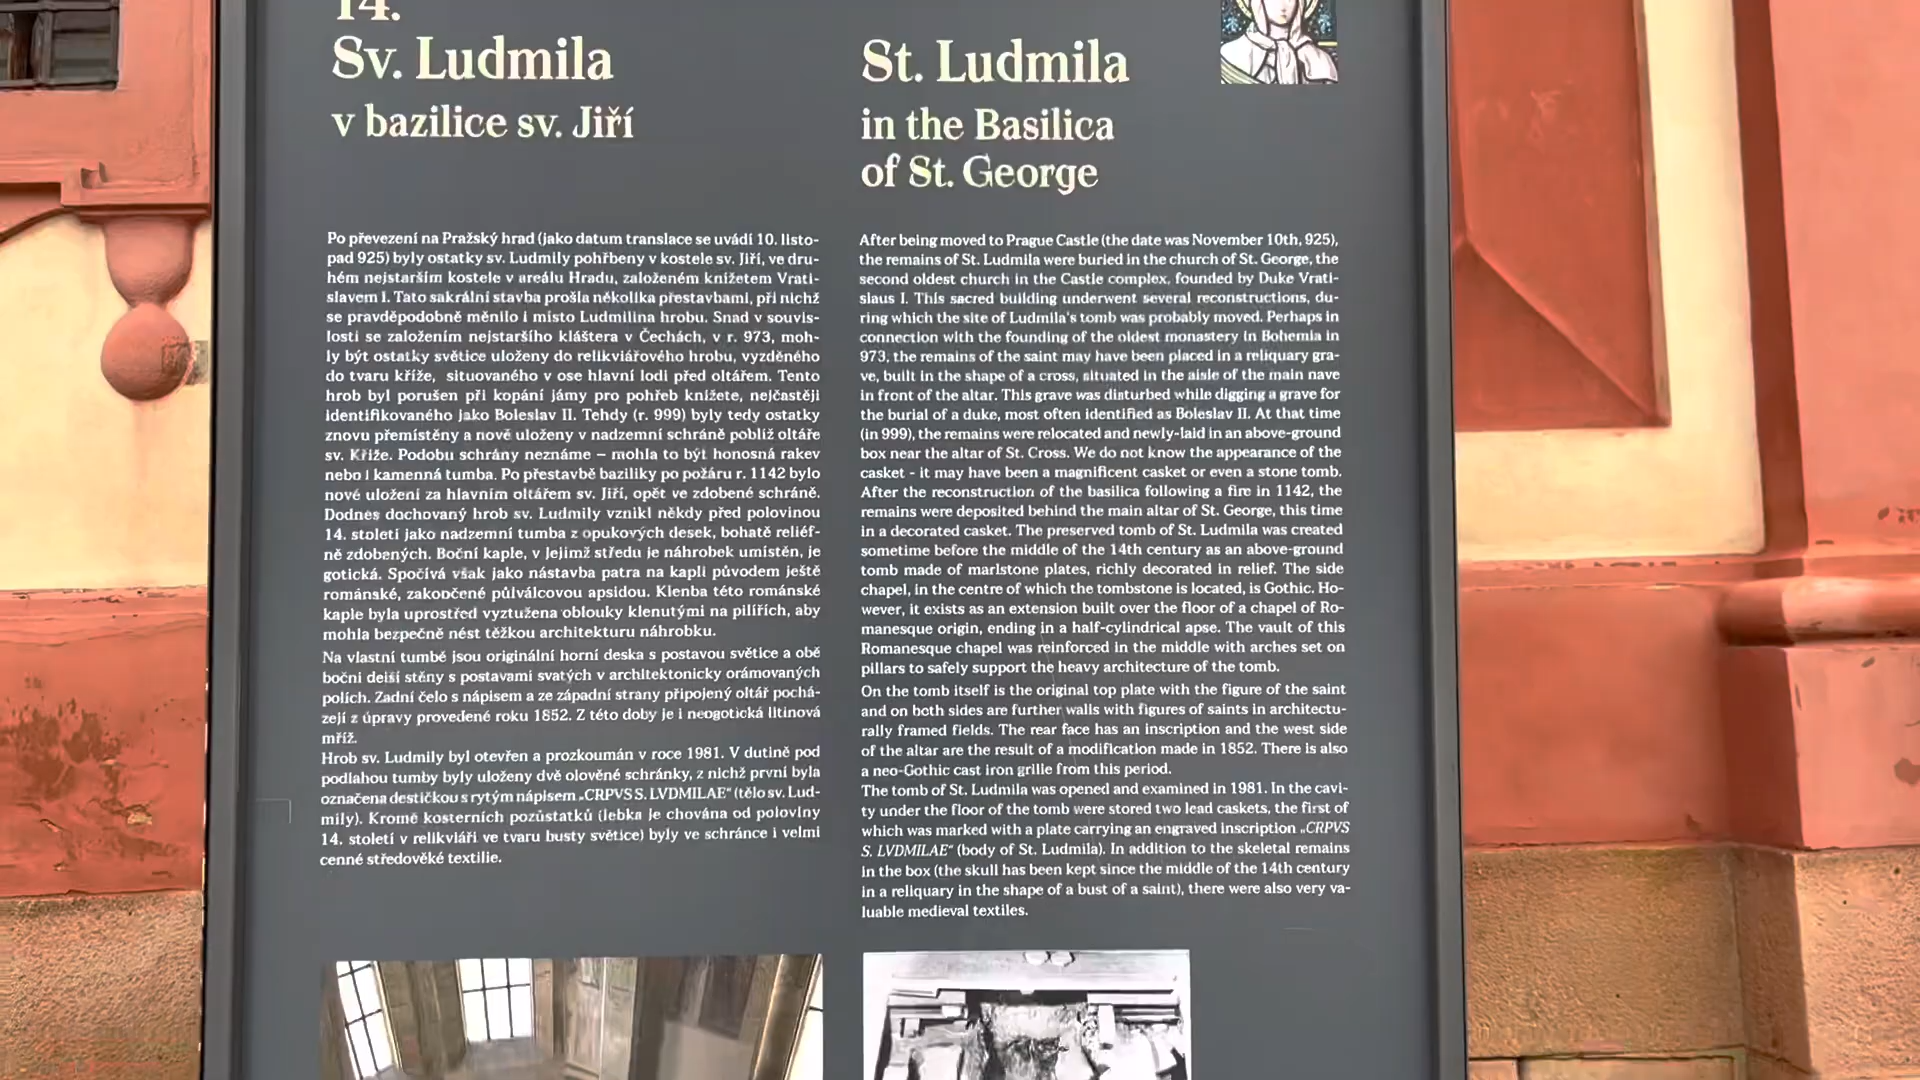 14.
Sv. Ludmila
v bazilice sv. Jiří
Po převezení na Pražský hrad (jako datum translace se uvádí 10. listo-
pad 925) byly ostatky sv. Ludmily pohřbeny v kostele sv. Jiří, ve dru-
hém nejstarším kostele v areálu Hradu, založeném knížetem Vrati-
slavem I. Tato sakrální stavba prošla několika přestavbami, při nichž
se pravděpodobně měnilo i místo Ludmilina hrobu. Snad v souvis-
losti se založením nejstaršího kláštera v Čechách, v r. 973, moh-
ly být ostatky světice uloženy do relikviářového hrobu, vyzděného
do tvaru kříže, situovaného v ose hlavní lodi před oltářem. Tento
hrob byl porušen při kopání jámy pro pohřeb knížete, nejčastěji
identifikovaného jako Boleslav II. Tehdy (r. 999) byly tedy ostatky
znovu přemístěny a nově uloženy v nadzemní schráně poblíž oltáře
sv. Kříže. Podobu schrány neznáme – mohla to být honosná rakev
nebo i kamenná tumba. Po přestavbě baziliky po požáru r. 1142 bylo
nové uložení za hlavním oltářem sv. Jiří, opět ve zdobené schráně.
Dodnes dochovaný hrob sv. Ludmily vznikl někdy před polovinou
14. století jako nadzemní tumba z opukových desek, bohatě reliéf-
ně zdobených. Boční kaple, v jejímž středu je náhrobek umístěn, je
gotická. Spočívá však jako nástavba patra na kapli původem ještě
románské, zakončené půlválcovou apsidou. Klenba této románské
kaple byla uprostřed vyztužena oblouky klenutými na pilířích, aby
mohla bezpečně nést těžkou architekturu náhrobku.
Na vlastní tumbě jsou originální horní deska s postavou světice a obě
boční delší stěny s postavami svatých v architektonicky orámovaných
polích. Zadní čelo s nápisem a ze západní strany připojený oltář pochá-
zejí z úpravy provedené roku 1852. Z této doby je i neogotická litinová
mříž.
Hrob sv. Ludmily byl otevřen a prozkoumán v roce 1981. V dutině pod
podlahou tumby byly uloženy dvě olověné schránky, z nichž první byla
označena destičkou s rytým nápisem „CRPVS S. LVDMILAE“ (tělo sv. Lud-
mily). Kromě kosterních pozůstatků (lebka je chována od poloviny
14. století v relikviáři ve tvaru busty světice) byly ve schránce i velmi
cenné středověké textilie.
St. Ludmila
in the Basilica
of St. George
After being moved to Prague Castle (the date was November 10th, 925),
the remains of St. Ludmila were buried in the church of St. George, the
second oldest church in the Castle complex, founded by Duke Vrati-
slaus I. This sacred building underwent several reconstructions, du-
ring which the site of Ludmila's tomb was probably moved. Perhaps in
connection with the founding of the oldest monastery in Bohemia in
973, the remains of the saint may have been placed in a reliquary gra-
ve, built in the shape of a cross, situated in the aisle of the main nave
in front of the altar. This grave was disturbed while digging a grave for
the burial of a duke, most often identified as Boleslav II. At that time
(in 999), the remains were relocated and newly-laid in an above-ground
box near the altar of St. Cross. We do not know the appearance of the
casket - it may have been a magnificent casket or even a stone tomb.
After the reconstruction of the basilica following a fire in 1142, the
remains were deposited behind the main altar of St. George, this time
in a decorated casket. The preserved tomb of St. Ludmila was created
sometime before the middle of the 14th century as an above-ground
tomb made of marlstone plates, richly decorated in relief. The side
chapel, in the centre of which the tombstone is located, is Gothic. Ho-
wever, it exists as an extension built over the floor of a chapel of Ro-
manesque origin, ending in a half-cylindrical apse. The vault of this
Romanesque chapel was reinforced in the middle with arches set on
pillars to safely support the heavy architecture of the tomb.
On the tomb itself is the original top plate with the figure of the saint
and on both sides are further walls with figures of saints in architectu-
rally framed fields. The rear face has an inscription and the west side
of the altar are the result of a modification made in 1852. There is also
a neo-Gothic cast iron grille from this period.
The tomb of St. Ludmila was opened and examined in 1981. In the cavi-
ty under the floor of the tomb were stored two lead caskets, the first of
which was marked with a plate carrying an engraved inscription „CRPVS
S. LVDMILAE“ (body of St. Ludmila). In addition to the skeletal remains
in the box (the skull has been kept since the middle of the 14th century
in a reliquary in the shape of a bust of a saint), there were also very va-
luable medieval textiles.